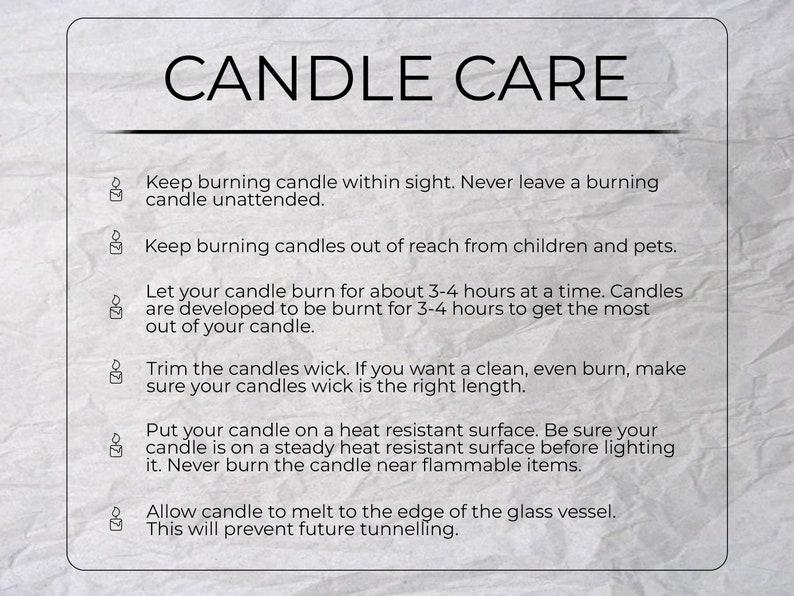 CANDLE CARE
Keep burning candle within sight. Never leave a burning
candle unattended.
Keep burning candles out of reach from children and pets.
Let your candle burn for about 3-4 hours at a time. Candles
are developed to be burnt for 3-4 hours to get the most
out of your candle.
Trim the candles wick. If you want a clean, even burn, make
sure your candles wick is the right length.
Put your candle on a heat resistant surface. Be sure your
candle is on a steady heat resistant surface before lighting
it. Never burn the candle near flammable items.
Allow candle to melt to the edge of the glass vessel.
This will prevent future tunnelling.